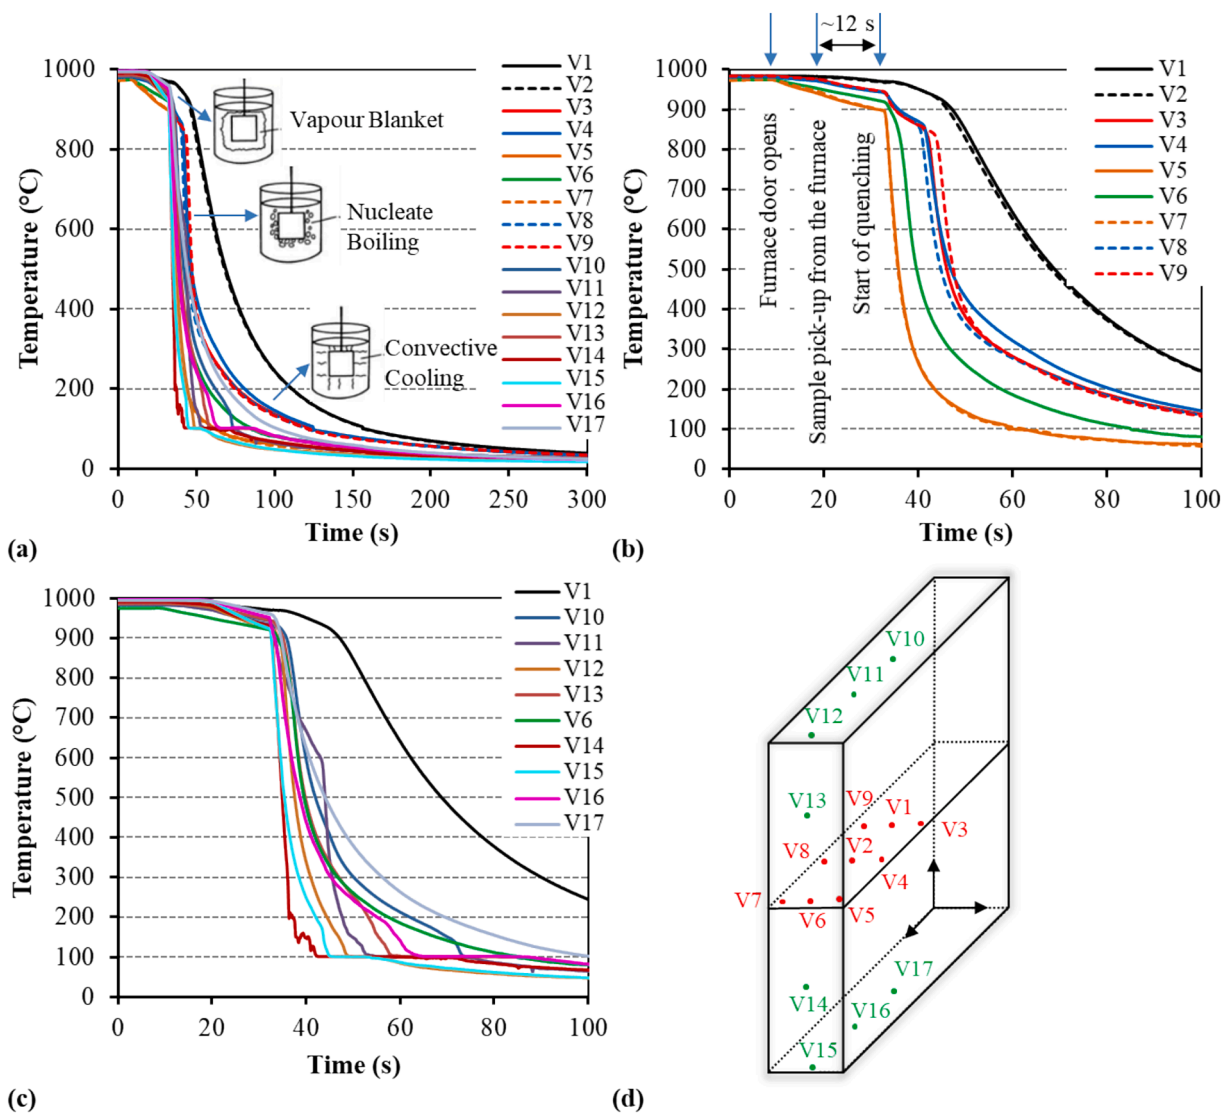 (a)
Temperature (°C)
1000
800
600
400
200
0
0
50
100
150
200
250
300
Time (s)
Vapour Blanket
Nucleate
Boiling
Convective
Cooling
V1
V2
V3
V4
V5
V6
V7
V8
V9
V10
V11
V12
V13
V14
V15
V16
V17
(b)
~12 s
Temperature (°C)
1000
900
800
700
600
500
400
300
200
100
0
0
20
40
60
80
100
Time (s)
Furnace door opens
Sample pick-up from the furnace
Start of quenching
V1
V2
V3
V4
V5
V6
V7
V8
V9
(c)
Temperature (°C)
1000
900
800
700
600
500
400
300
200
100
0
0
20
40
60
80
100
Time (s)
V1
V10
V11
V12
V13
V6
V14
V15
V16
V17
(d)
V10
V11
V12
V13
V9
V1
V3
V8
V2
V4
V7
V6
V5
V17
V14
V16
V15